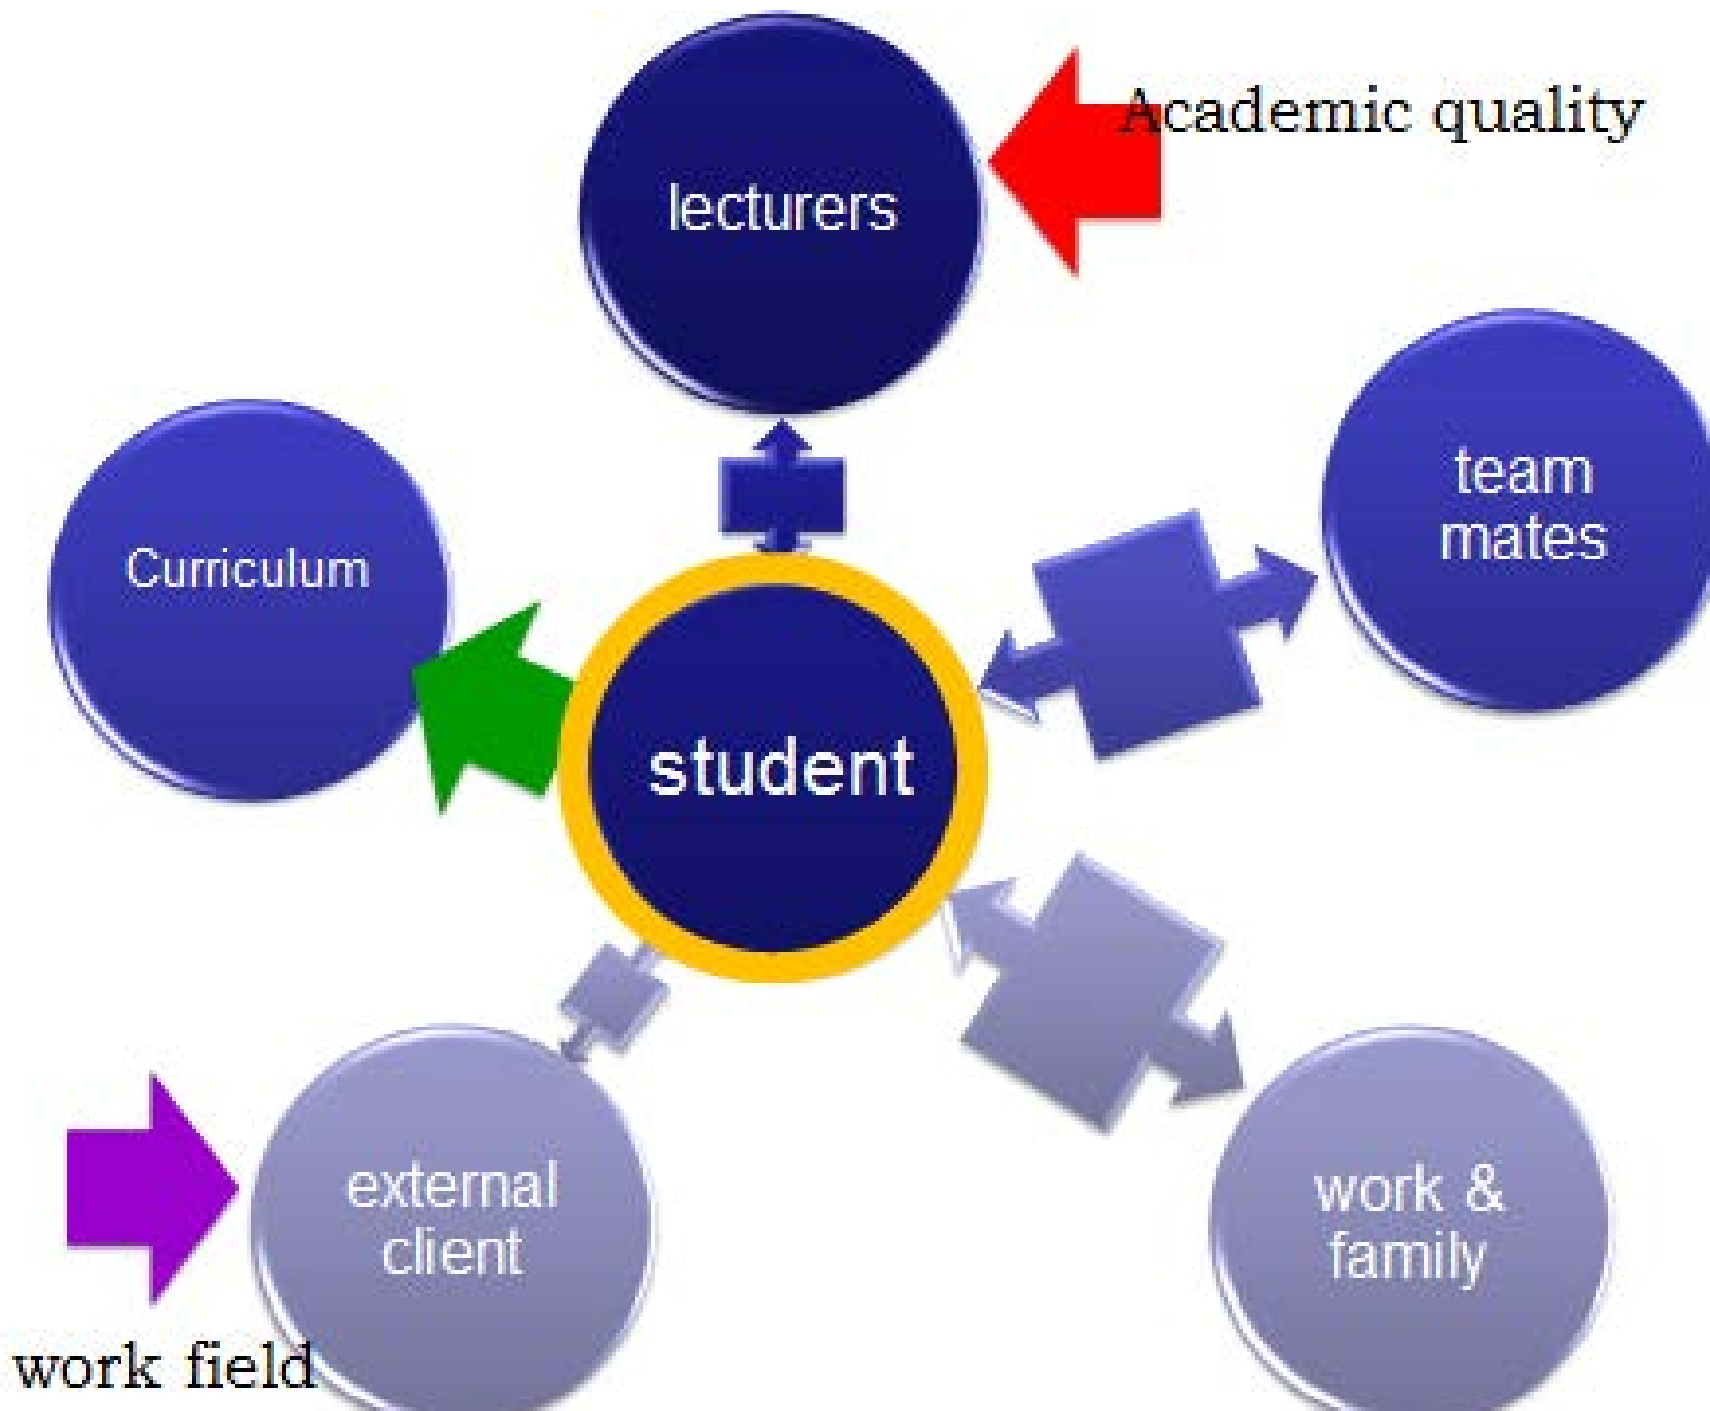 Academic quality
lecturers
team
mates
Curriculum
student
external
client
work &
family
work field